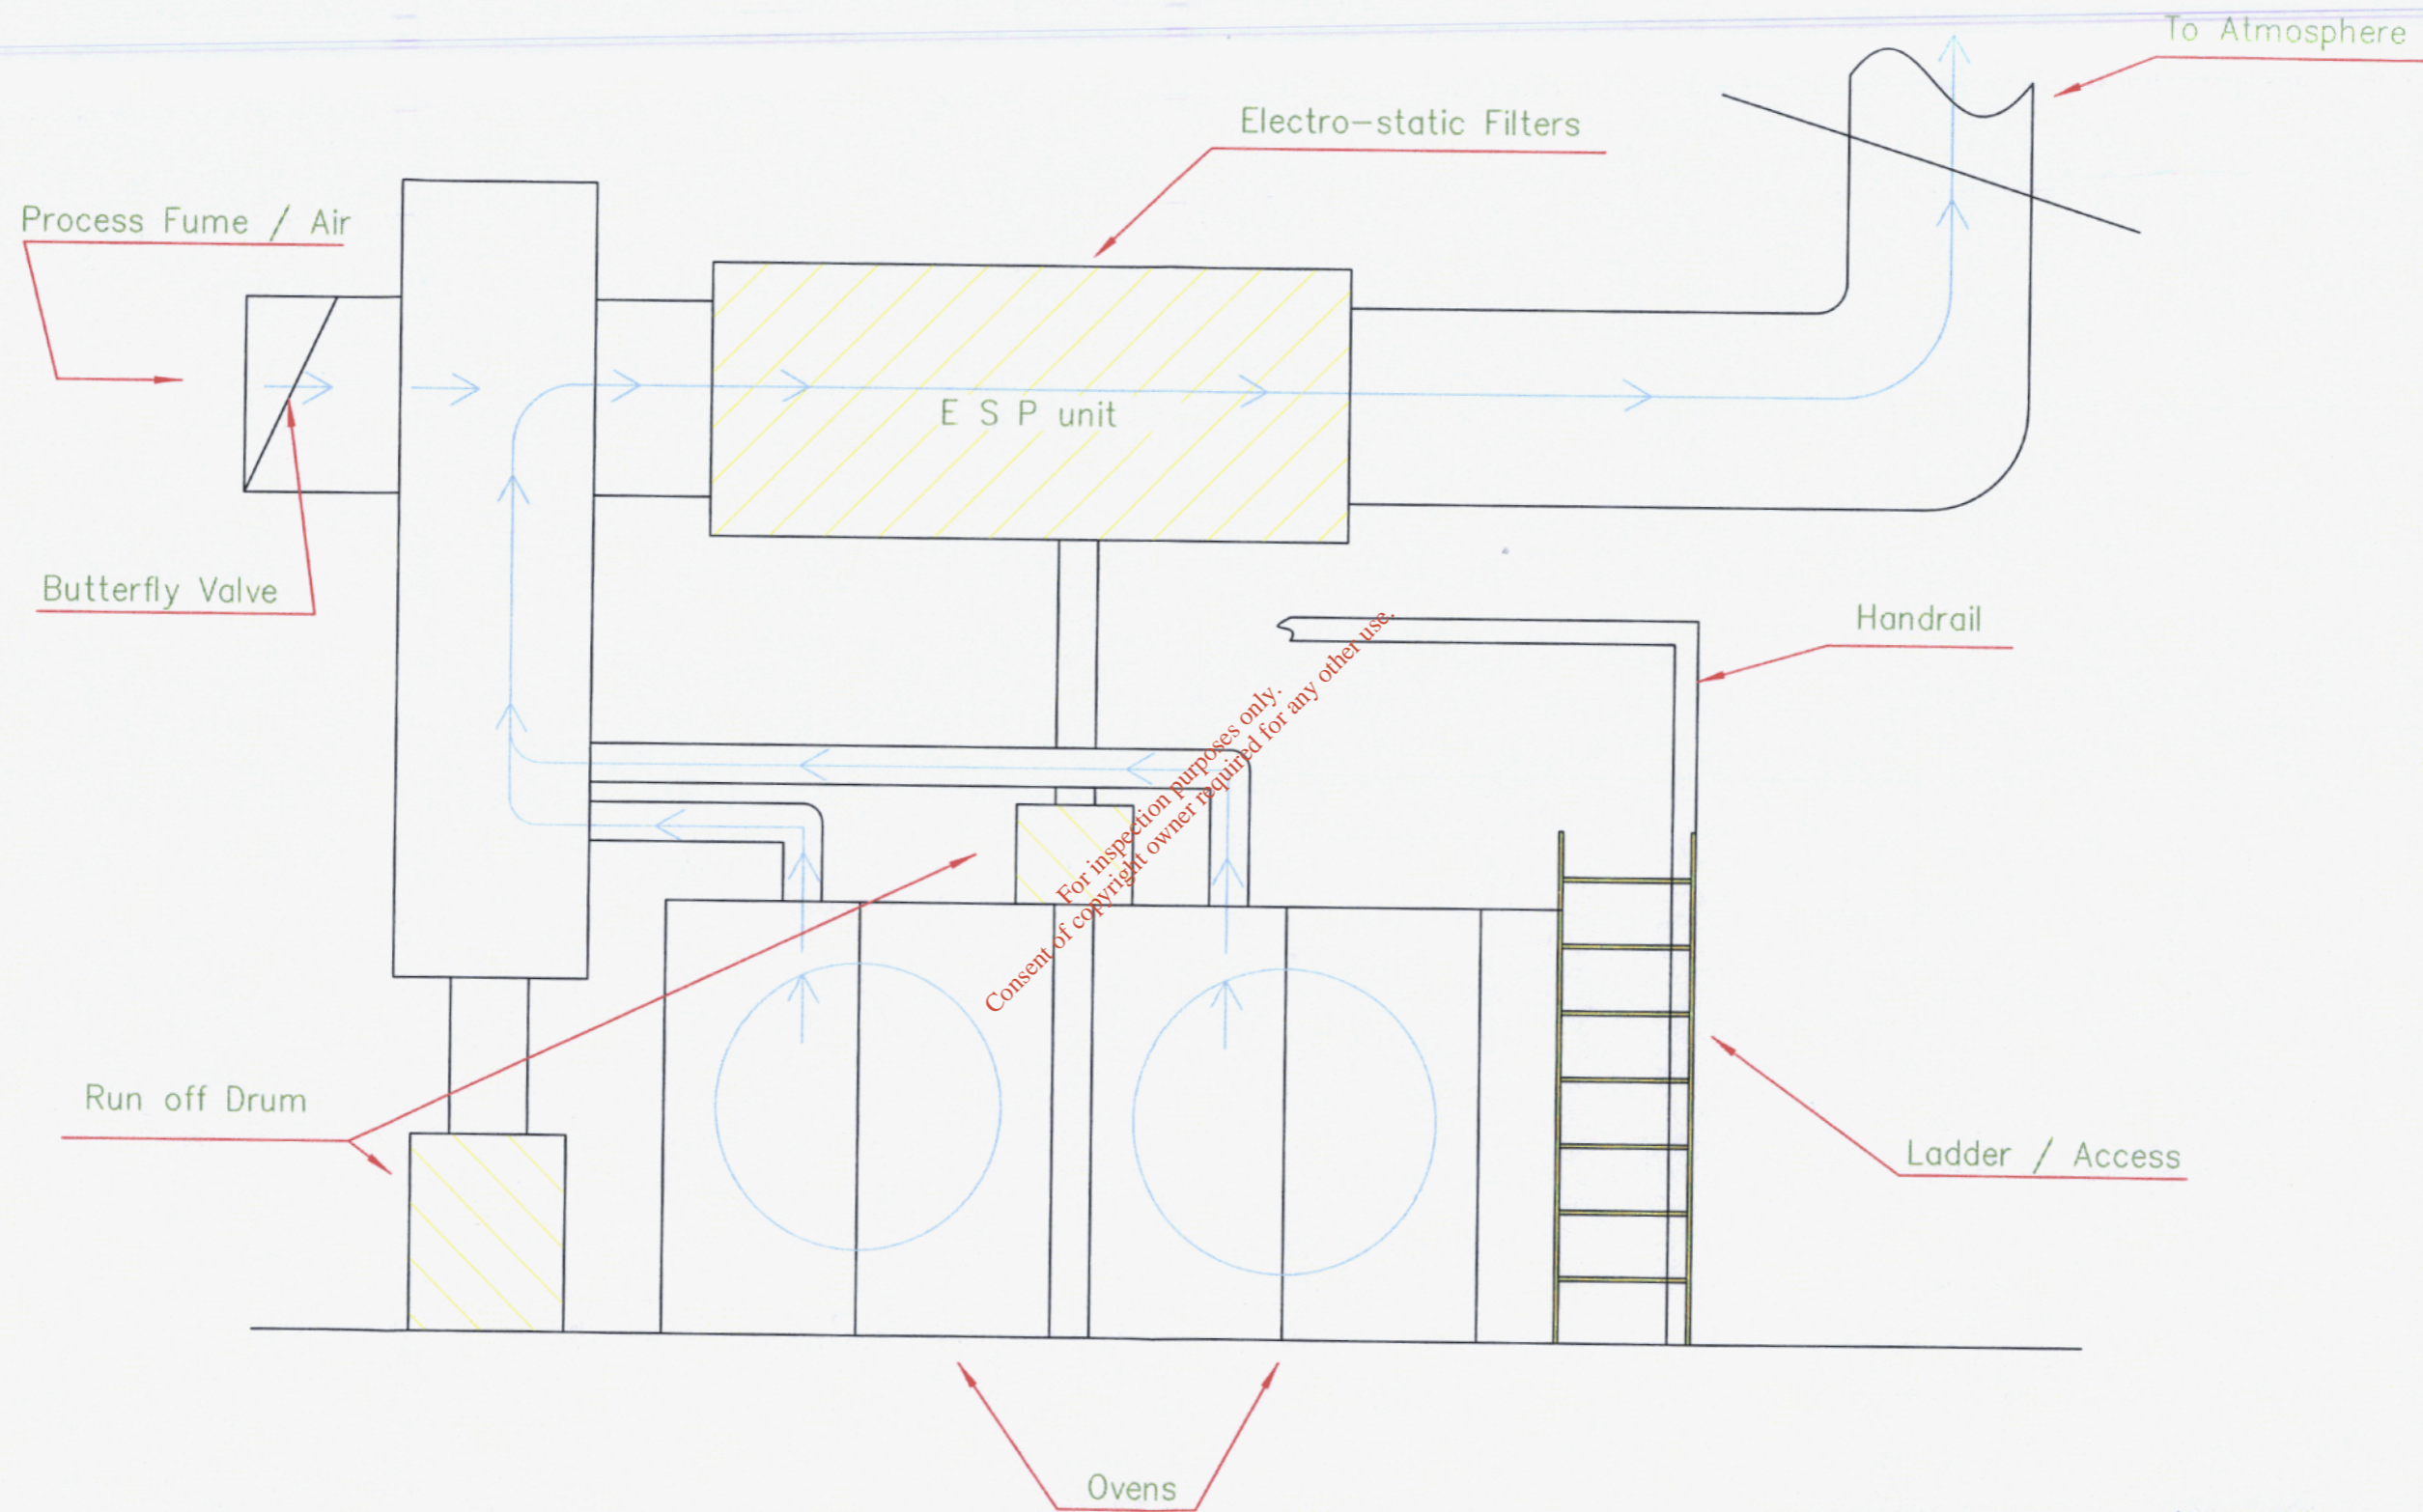 To Atmosphere
Electro-static Filters
Process Fume / Air
E S P unit
Butterfly Valve
Handrail
For inspection purposes only.
Consent of copyright owner required for any other use.
Run off Drum
Ladder / Access
Ovens